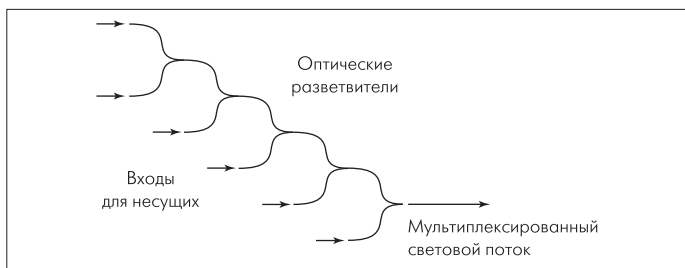 Оптические
разветвители
Входы
для несущих
Мультиплексированный
световой поток